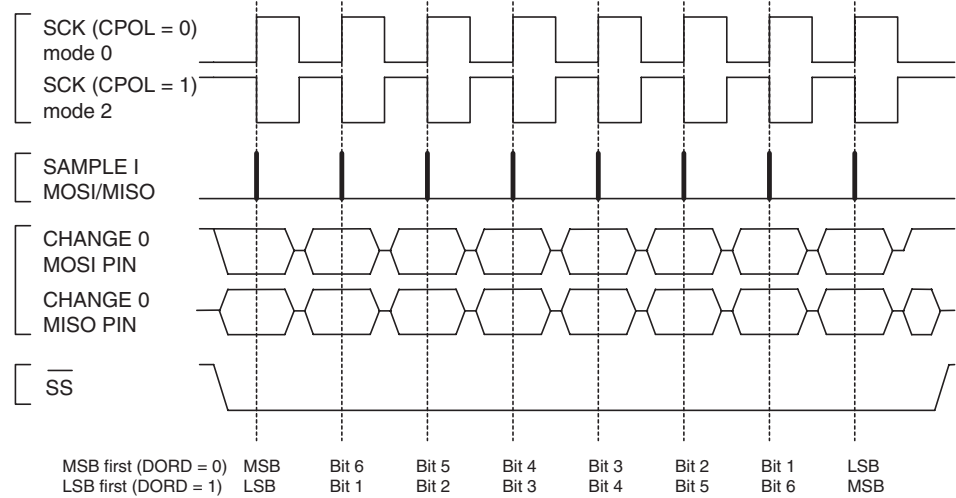 SCK (CPOL = 0)
mode 0
SCK (CPOL = 1)
mode 2
SAMPLE I
MOSI/MISO
CHANGE 0
MOSI PIN
CHANGE 0
MISO PIN
SS
MSB first (DORD = 0) MSB Bit 6 Bit 5 Bit 4 Bit 3 Bit 2 Bit 1 LSB
LSB first (DORD = 1) LSB Bit 1 Bit 2 Bit 3 Bit 4 Bit 5 Bit 6 MSB